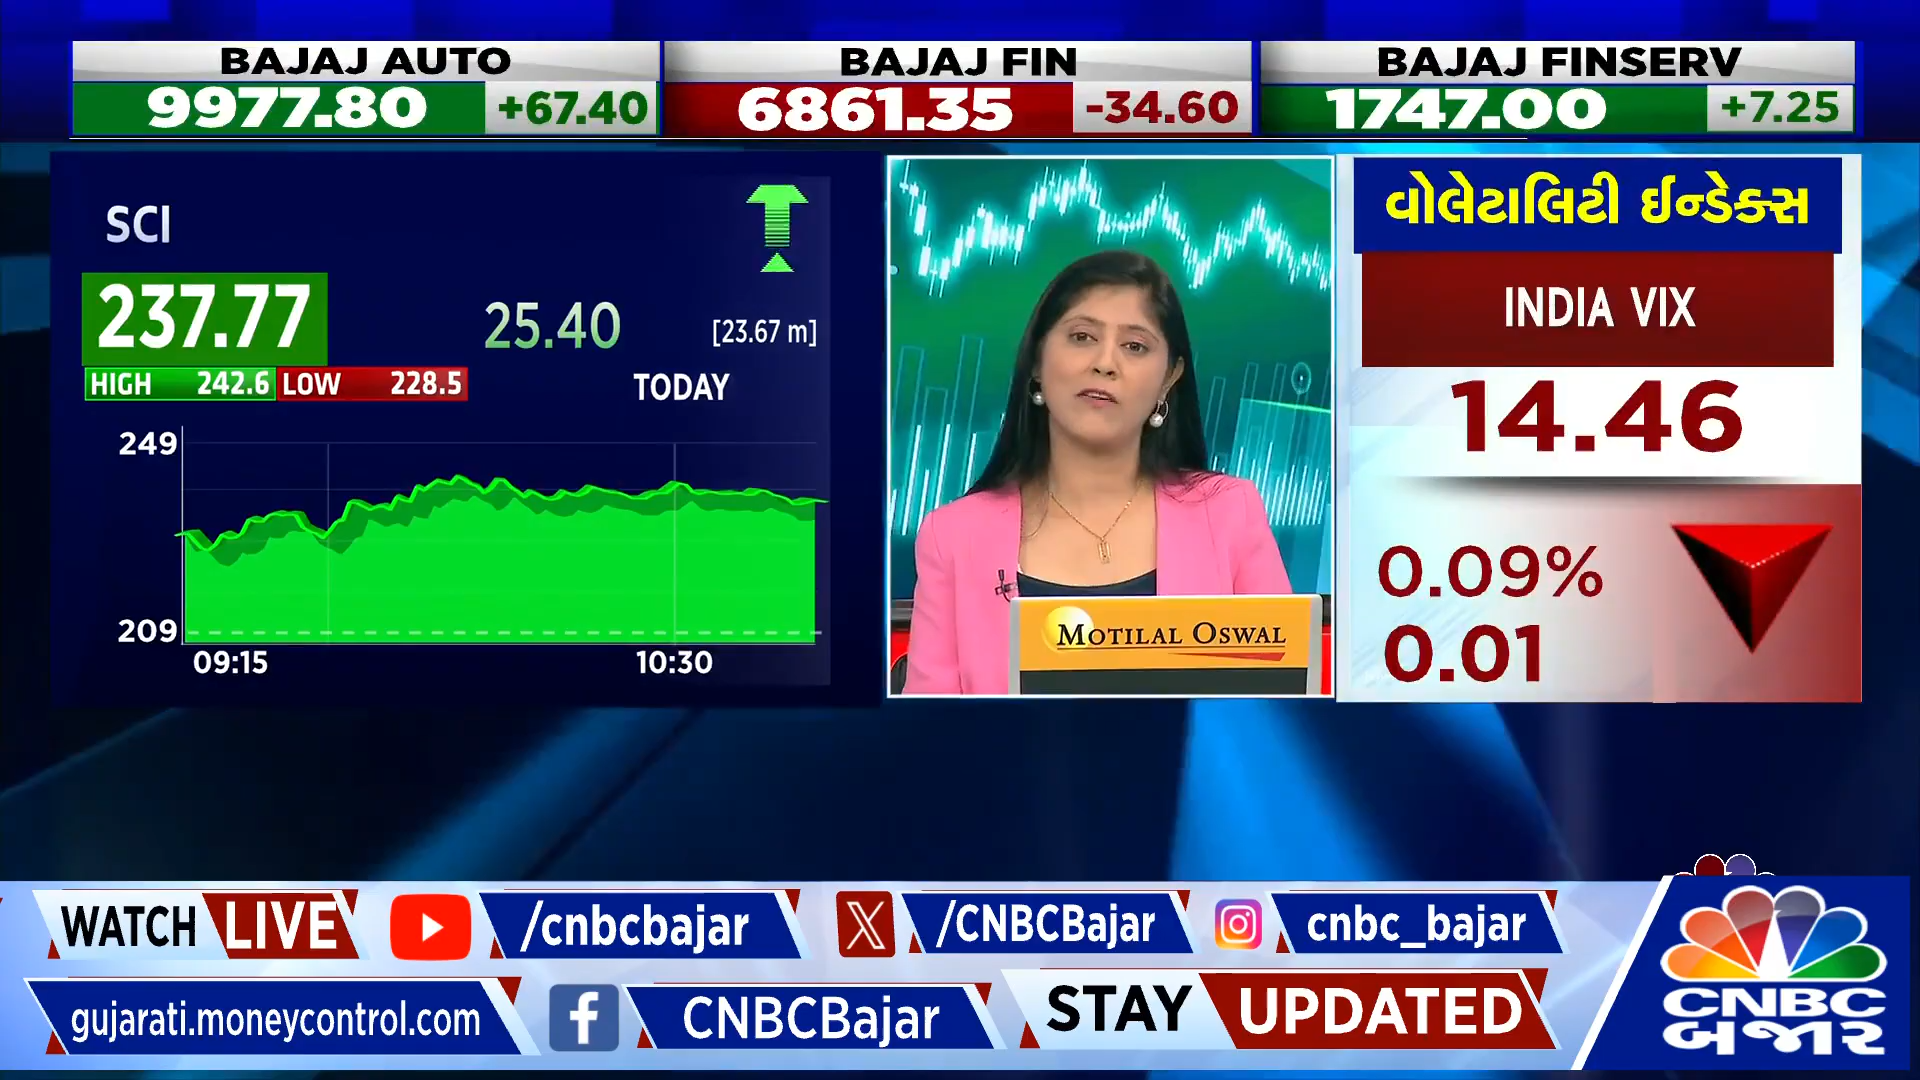 BAJAJ AUTO
9977.80 +67.40
BAJAJ FIN
6861.35 -34.60
BAJAJ FINSERV
1747.00 +7.25
SCI
237.77 25.40 [23.67 m]
HIGH 242.6 LOW 228.5 TODAY
249
209
09:15 10:30
MOTILAL OSWAL
વોલેટાલિટી ઈન્ડેક્સ
INDIA VIX
14.46
0.09%
0.01
WATCH LIVE /cnbcbajar /CNBCBajar cnbc_bajar
gujarati.moneycontrol.com CNBCBajar STAY UPDATED
CNBC
બજાર